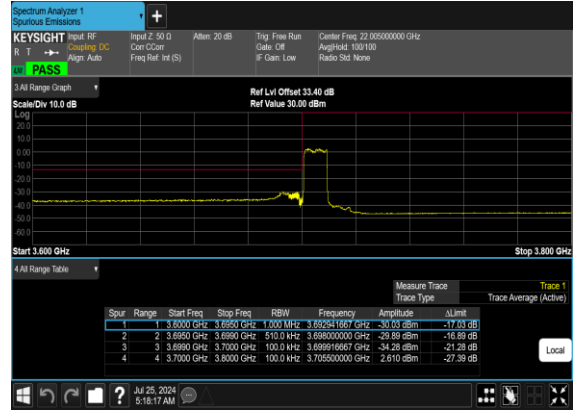 Spectrum Analyzer 1
Spurious Emissions
KEYSIGHT Input: RF Input Z: 50 Ω Atten: 20 dB Trig: Free Run Center Freq: 22.005000000 GHz
R T Coupling: DC Corr CCorr Gate: Off Avg|Hold: 100/100
Align: Auto Freq Ref: Int (S) IF Gain: Low Radio Std: None
PASS
3 All Range Graph
Ref Lvl Offset 33.40 dB
Scale/Div 10.0 dB Ref Value 30.00 dBm
Log
20.0
10.0
0.00
-10.0
-20.0
-30.0
-40.0
-50.0
-60.0
Start 3.600 GHz Stop 3.800 GHz
4 All Range Table
Measure Trace Trace 1
Trace Type Trace Average (Active)
Spur Range Start Freq Stop Freq RBW Frequency Amplitude ΔLimit
1 1 3.6000 GHz 3.6950 GHz 1.000 MHz 3.692941667 GHz -30.03 dBm -17.03 dB
2 2 3.6950 GHz 3.6990 GHz 510.0 kHz 3.698000000 GHz -29.89 dBm -16.89 dB
3 3 3.6990 GHz 3.7000 GHz 100.0 kHz 3.699916667 GHz -34.28 dBm -21.28 dB
4 4 3.7000 GHz 3.8000 GHz 100.0 kHz 3.705500000 GHz 2.610 dBm -27.39 dB
Local
? Jul 25, 2024
5:18:17 AM